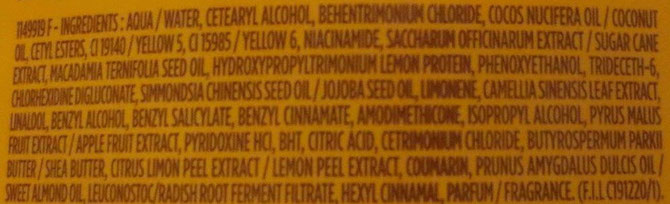 1149919 F - INGREDIENTS : AQUA / WATER, CETEARYL ALCOHOL, BEHENTRIMONIUM CHLORIDE, COCOS NUCIFERA OIL / COCONUT
OIL, CETYL ESTERS, CI 19140 / YELLOW 5, CI 15985 / YELLOW 6, NIACINAMIDE, SACCHARUM OFFICINARUM EXTRACT / SUGAR CANE
EXTRACT, MACADAMIA TERNIFOLIA SEED OIL, HYDROXYPROPYLTRIMONIUM LEMON PROTEIN, PHENOXYETHANOL, TRIDECETH-6,
CHLORHEXIDINE DIGLUCONATE, SIMMONDSIA CHINENSIS SEED OIL / JOJOBA SEED OIL, LIMONENE, CAMELLIA SINENSIS LEAF EXTRACT,
LINALOOL, BENZYL ALCOHOL, BENZYL SALICYLATE, BENZYL CINNAMATE, AMODIMETHICONE, ISOPROPYL ALCOHOL, PYRUS MALUS
FRUIT EXTRACT / APPLE FRUIT EXTRACT, PYRIDOXINE HCl, BHT, CITRIC ACID, CETRIMONIUM CHLORIDE, BUTYROSPERMUM PARKII
BUTTER / SHEA BUTTER, CITRUS LIMON PEEL EXTRACT / LEMON PEEL EXTRACT, COUMARIN, PRUNUS AMYGDALUS DULCIS OIL /
SWEET ALMOND OIL, LEUCONOSTOC/RADISH ROOT FERMENT FILTRATE, HEXYL CINNAMAL, PARFUM / FRAGRANCE. (F.I.L C191220/1)